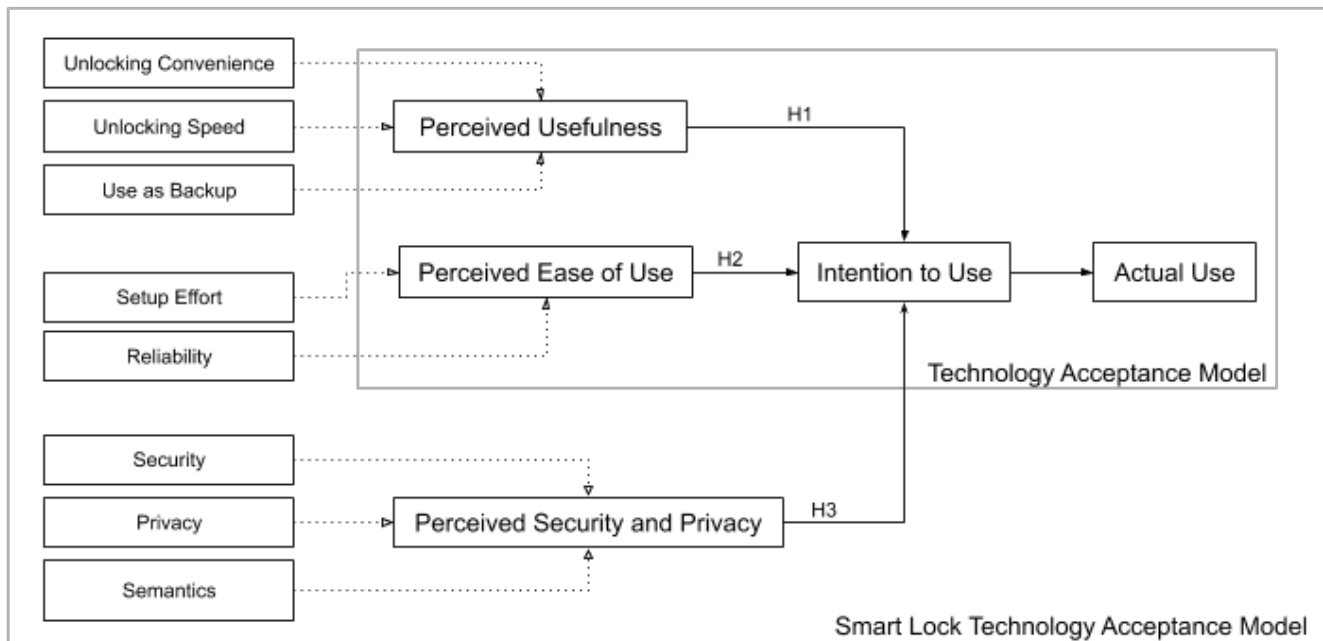 Unlocking Convenience
Unlocking Speed
Use as Backup
Perceived Usefulness
H1
Setup Effort
Reliability
Perceived Ease of Use
H2
Intention to Use
Actual Use
Technology Acceptance Model
Security
Privacy
Semantics
Perceived Security and Privacy
H3
Smart Lock Technology Acceptance Model